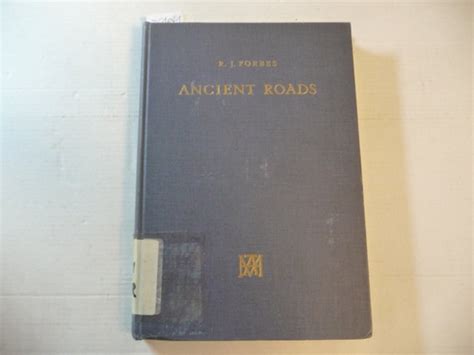 R. J. FORBES
ANCIENT ROADS